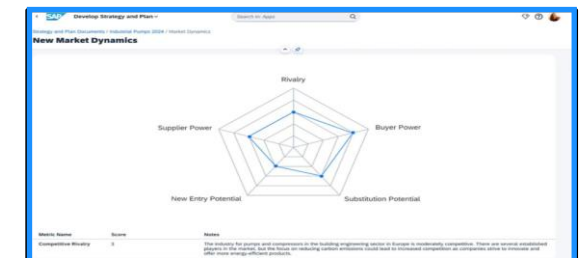 SAP Develop Strategy and Plan Search In: Apps
Strategy and Plan Documents / Industrial Pumps 2024 / Market Dynamics
New Market Dynamics
Rivalry
Supplier Power
Buyer Power
New Entry Potential
Substitution Potential
Metric Name Score Notes
Competitive Rivalry 3 The industry for pumps and compressors in the building engineering sector in Europe is moderately competitive. There are several established
players in the market, but the focus on reducing carbon emissions could lead to increased competition as companies strive to innovate and
offer more energy-efficient products.